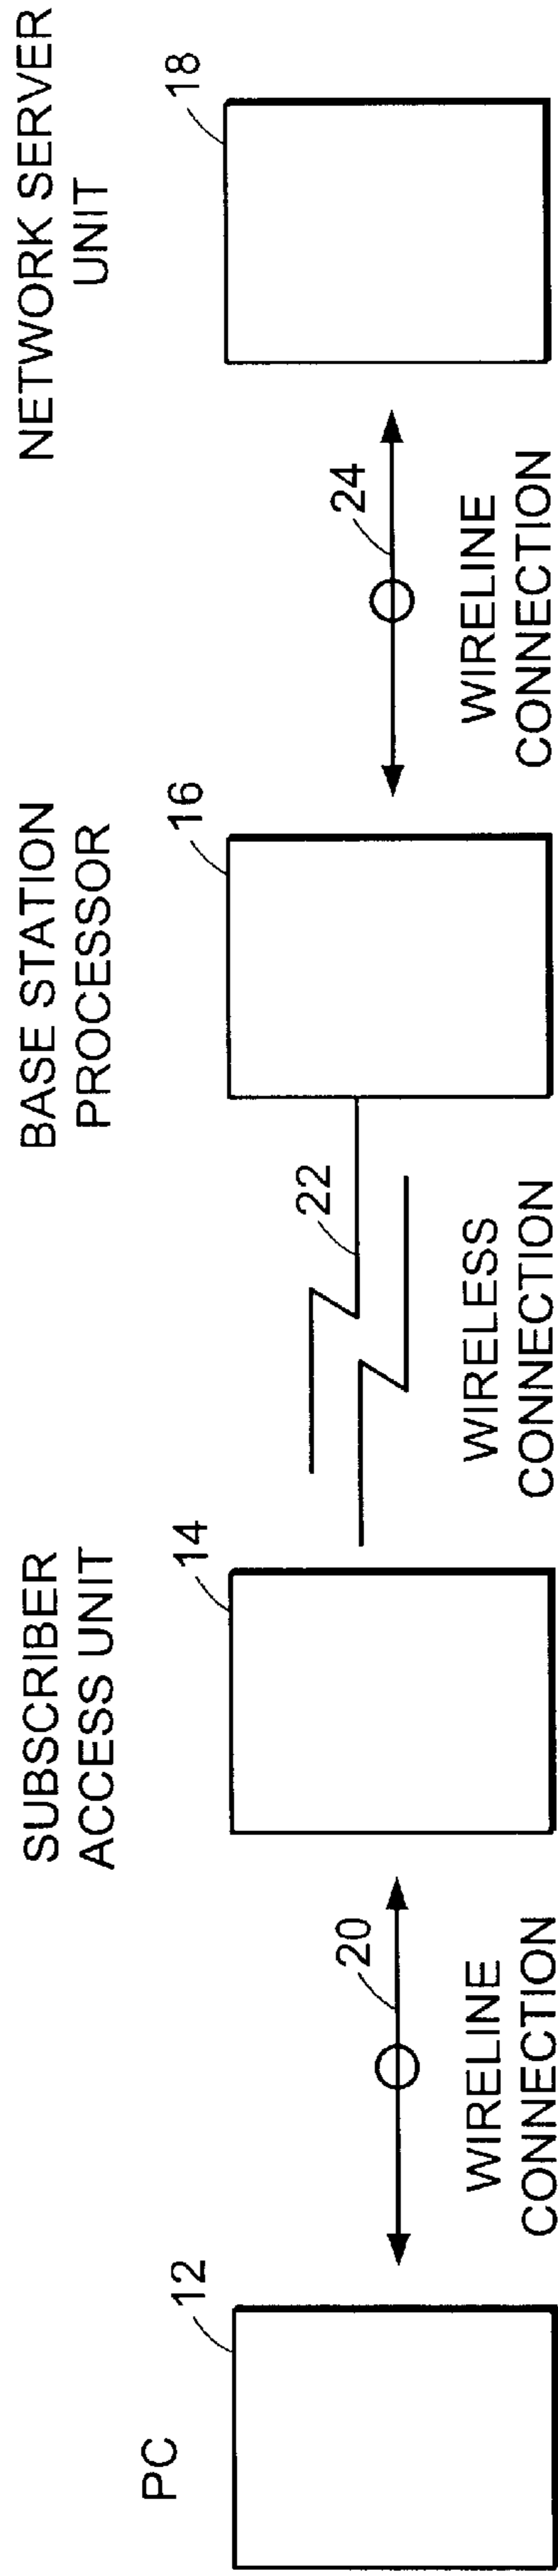 PC
12
WIRELINE
CONNECTION
20
SUBSCRIBER
ACCESS UNIT
14
WIRELESS
CONNECTION
22
BASE STATION
PROCESSOR
16
WIRELINE
CONNECTION
24
NETWORK SERVER
UNIT
18